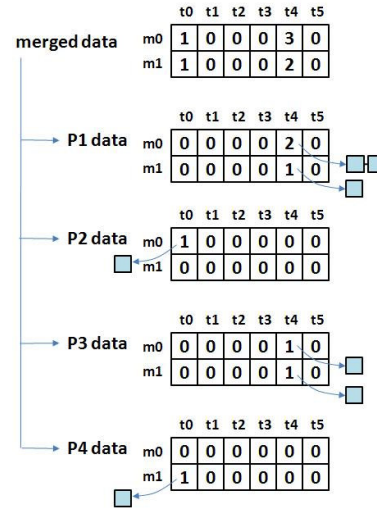 t0 t1 t2 t3 t4 t5
merged data
m0 1 0 0 0 3 0
m1 1 0 0 0 2 0
t0 t1 t2 t3 t4 t5
P1 data
m0 0 0 0 0 2 0
m1 0 0 0 0 1 0
t0 t1 t2 t3 t4 t5
P2 data
m0 1 0 0 0 0 0
m1 0 0 0 0 0 0
t0 t1 t2 t3 t4 t5
P3 data
m0 0 0 0 0 1 0
m1 0 0 0 0 1 0
t0 t1 t2 t3 t4 t5
P4 data
m0 0 0 0 0 0 0
m1 1 0 0 0 0 0